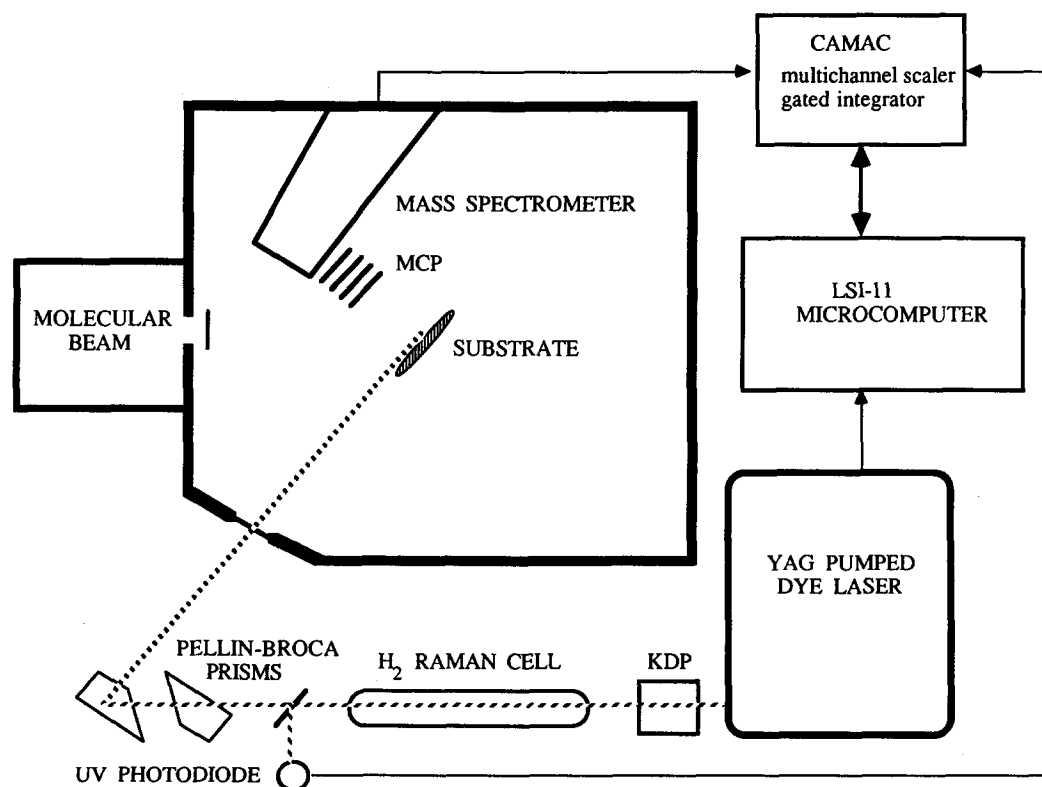 CAMAC
multichannel scaler
gated integrator
MASS SPECTROMETER
MCP
LSI-11
MICROCOMPUTER
MOLECULAR
BEAM
SUBSTRATE
YAG PUMPED
DYE LASER
PELLIN-BROCA
PRISMS
H₂ RAMAN CELL
KDP
UV PHOTODIODE